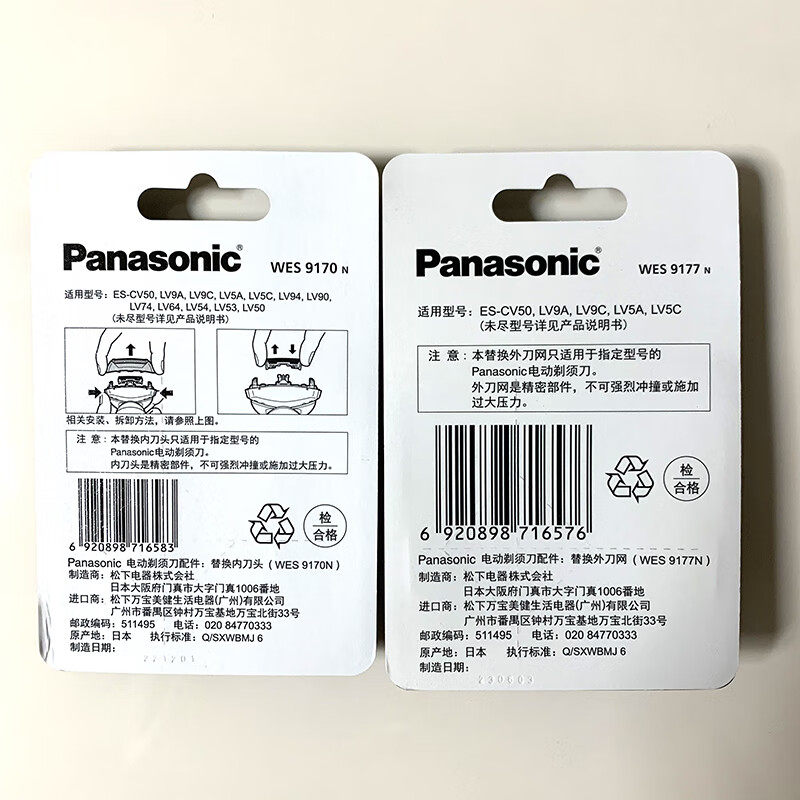 Panasonic®
WES 9170 N
适用型号：ES-CV50, LV9A, LV9C, LV5A, LV5C, LV94, LV90,
LV74, LV64, LV54, LV53, LV50
(未尽型号详见产品说明书)
相关安装、拆卸方法，请参照上图。
注 意：本替换内刀头只适用于指定型号的
Panasonic电动剃须刀。
内刀头是精密部件，不可强烈冲撞或施加过大压力。
检
合格
6 920898 716583
Panasonic 电动剃须刀配件：替换内刀头 ( WES 9170N )
制造商：松下电器株式会社
日本大阪府门真市大字门真1006番地
进口商：松下万宝美健生活电器(广州)有限公司
广州市番禺区钟村万宝基地万宝北街33号
邮政编码：511495 电话：020 84770333
原产地：日本 执行标准：Q/SXWBMJ 6
制造日期：
221201
Panasonic®
WES 9177 N
适用型号：ES-CV50, LV9A, LV9C, LV5A, LV5C
(未尽型号详见产品说明书)
注 意：本替换外刀网只适用于指定型号的
Panasonic电动剃须刀。
外刀网是精密部件，不可强烈冲撞或施加
过大压力。
检
合格
6 920898 716576
Panasonic 电动剃须刀配件：替换外刀网 ( WES 9177N )
制造商：松下电器株式会社
日本大阪府门真市大字门真1006番地
进口商：松下万宝美健生活电器(广州)有限公司
广州市番禺区钟村万宝基地万宝北街33号
邮政编码：511495 电话：020 84770333
原产地：日本 执行标准：Q/SXWBMJ 6
制造日期：
230603